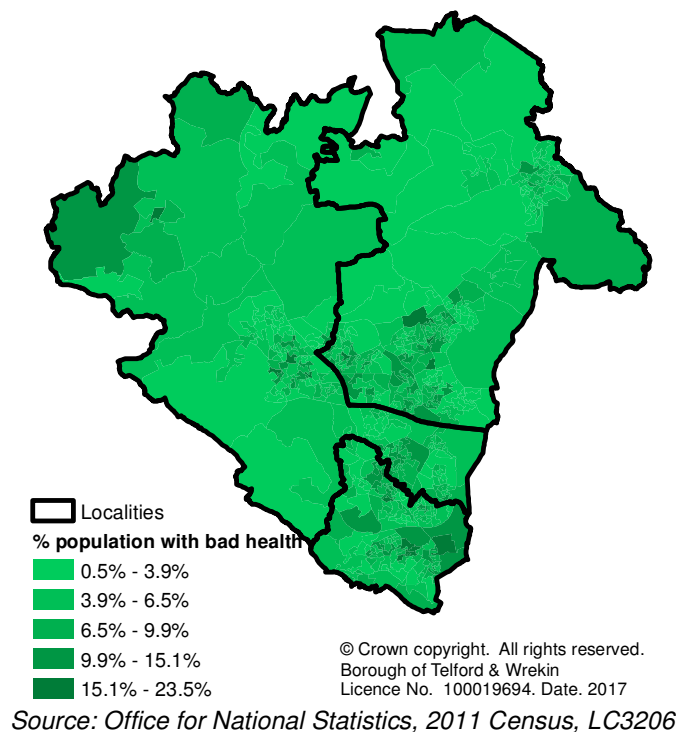 Localities
% population with bad health
0.5% - 3.9%
3.9% - 6.5%
6.5% - 9.9%
9.9% - 15.1%
15.1% - 23.5%
© Crown copyright. All rights reserved.
Borough of Telford & Wrekin
Licence No. 100019694. Date. 2017
Source: Office for National Statistics, 2011 Census, LC3206